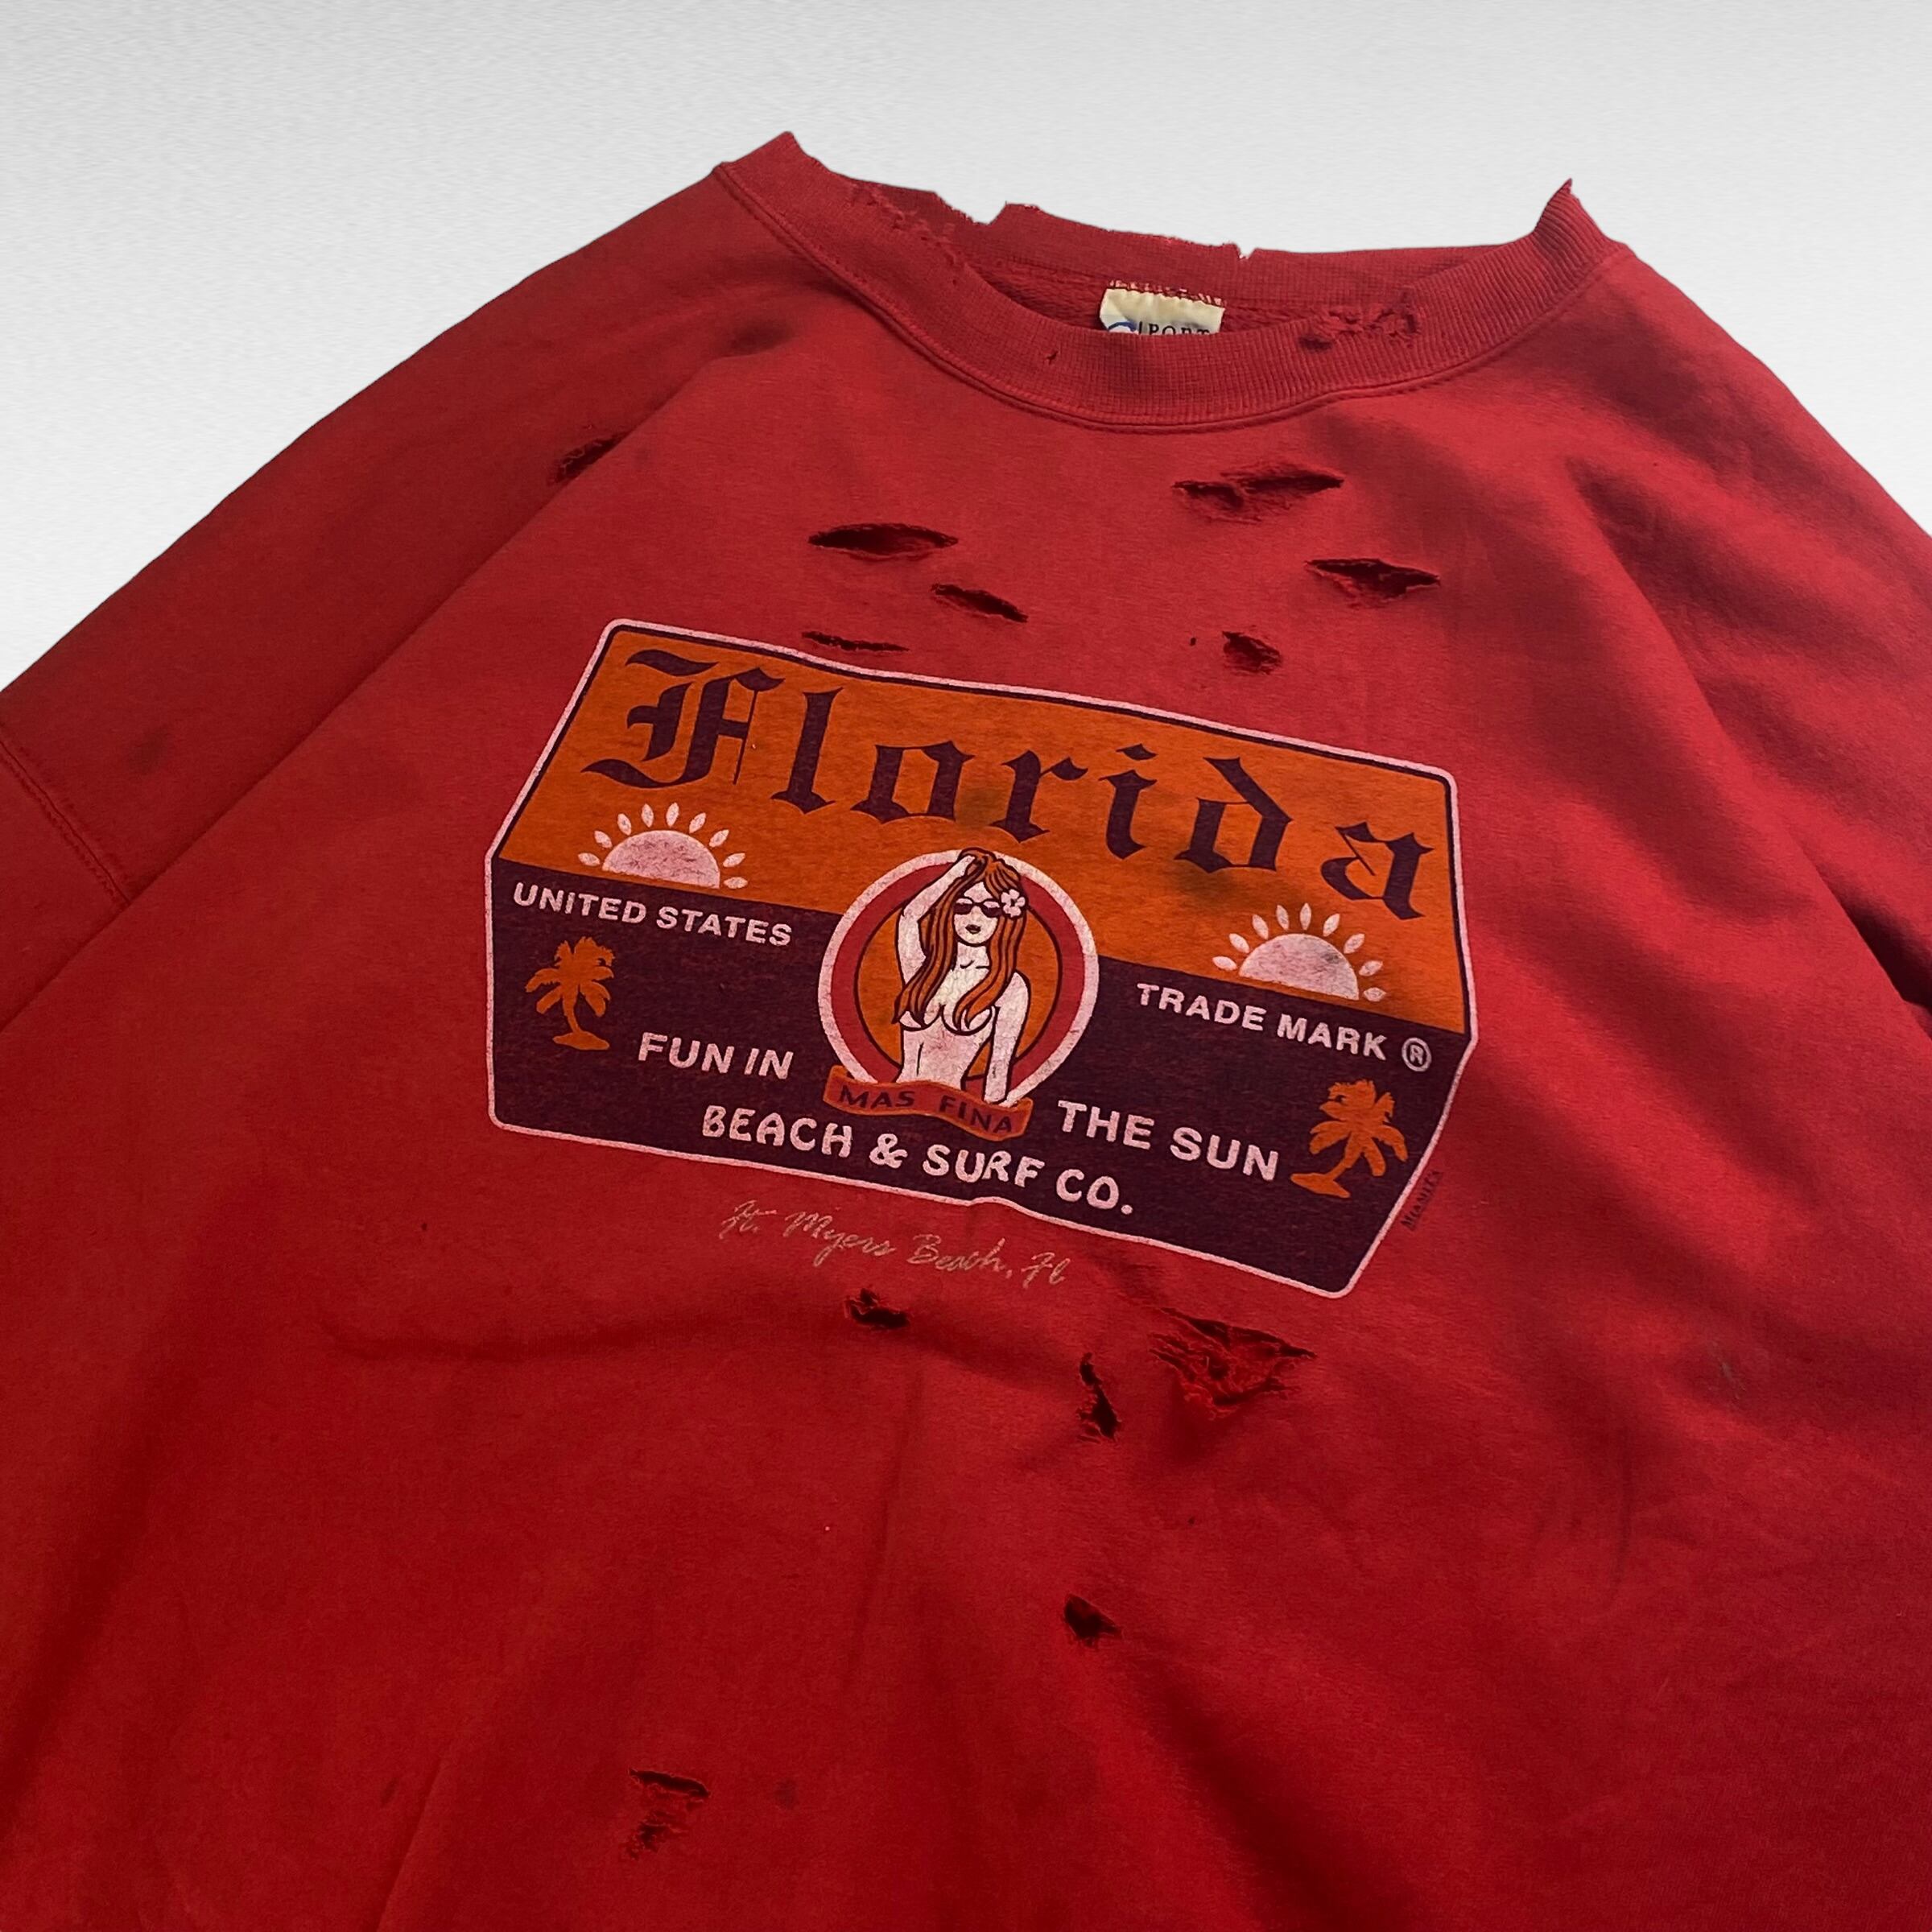 Florida
UNITED STATES
TRADE MARK ®
FUN IN
THE SUN
MAS FINA
BEACH & SURF CO.
Ft. Myers Beach, Fl